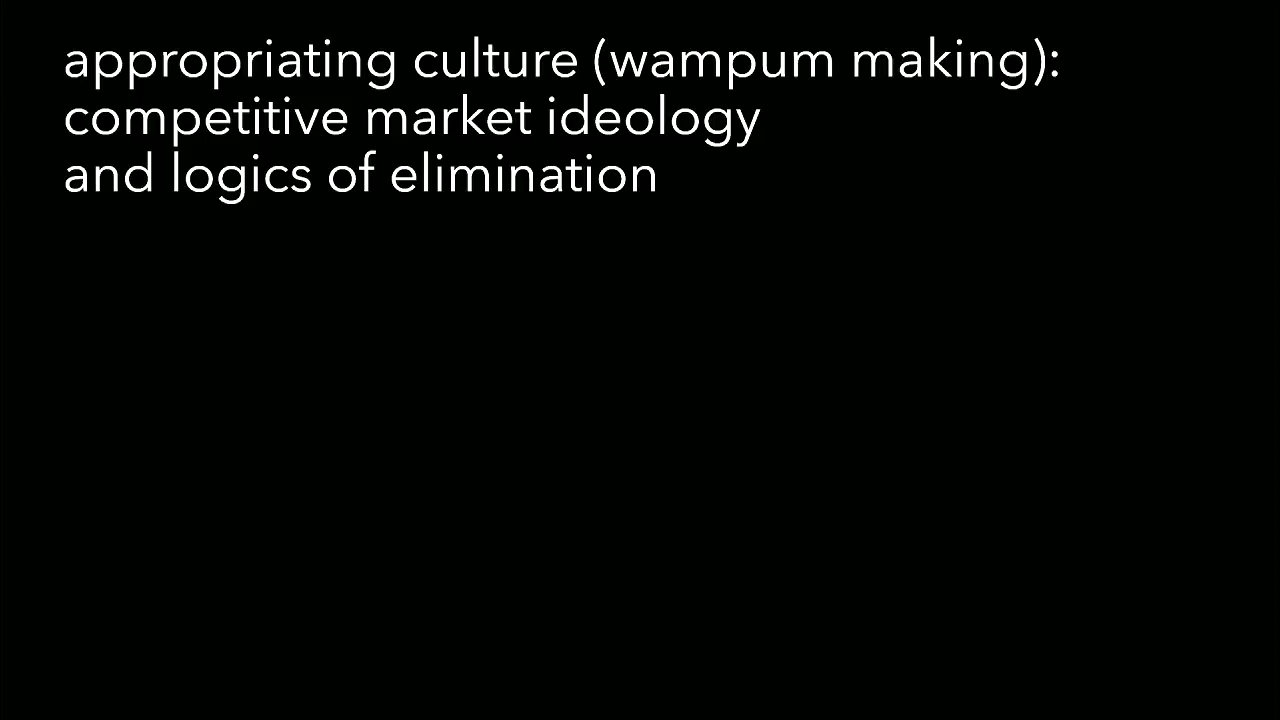 appropriating culture (wampum making):
competitive market ideology
and logics of elimination